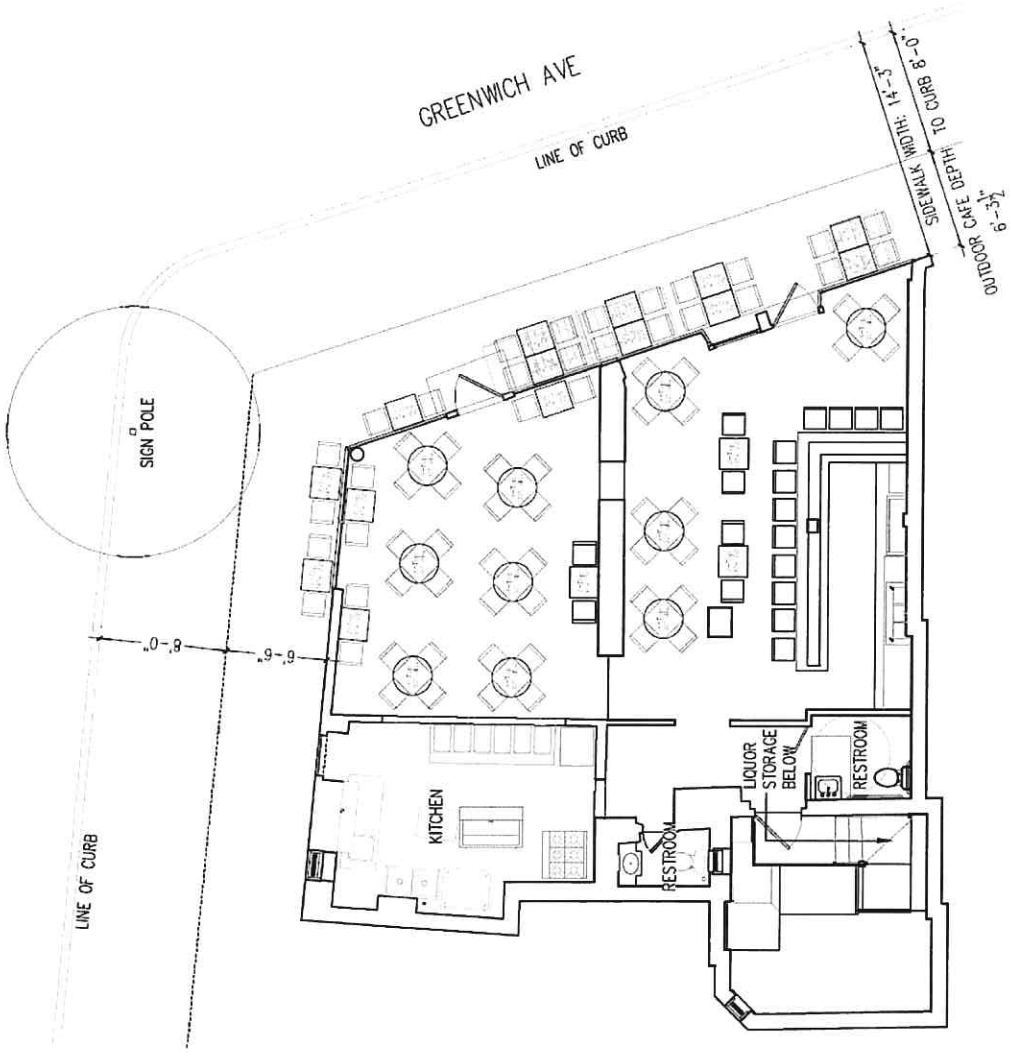 GREENWICH AVE
LINE OF CURB
SIDEWALK WIDTH: 14'-3"
OUTDOOR CAFE DEPTH
6'-3½"
TO CURB 8'-0"
SIGN POLE
8'-0"
6'-6"
LINE OF CURB
KITCHEN
RESTROOM
LIQUOR
STORAGE
BELOW
RESTROOM